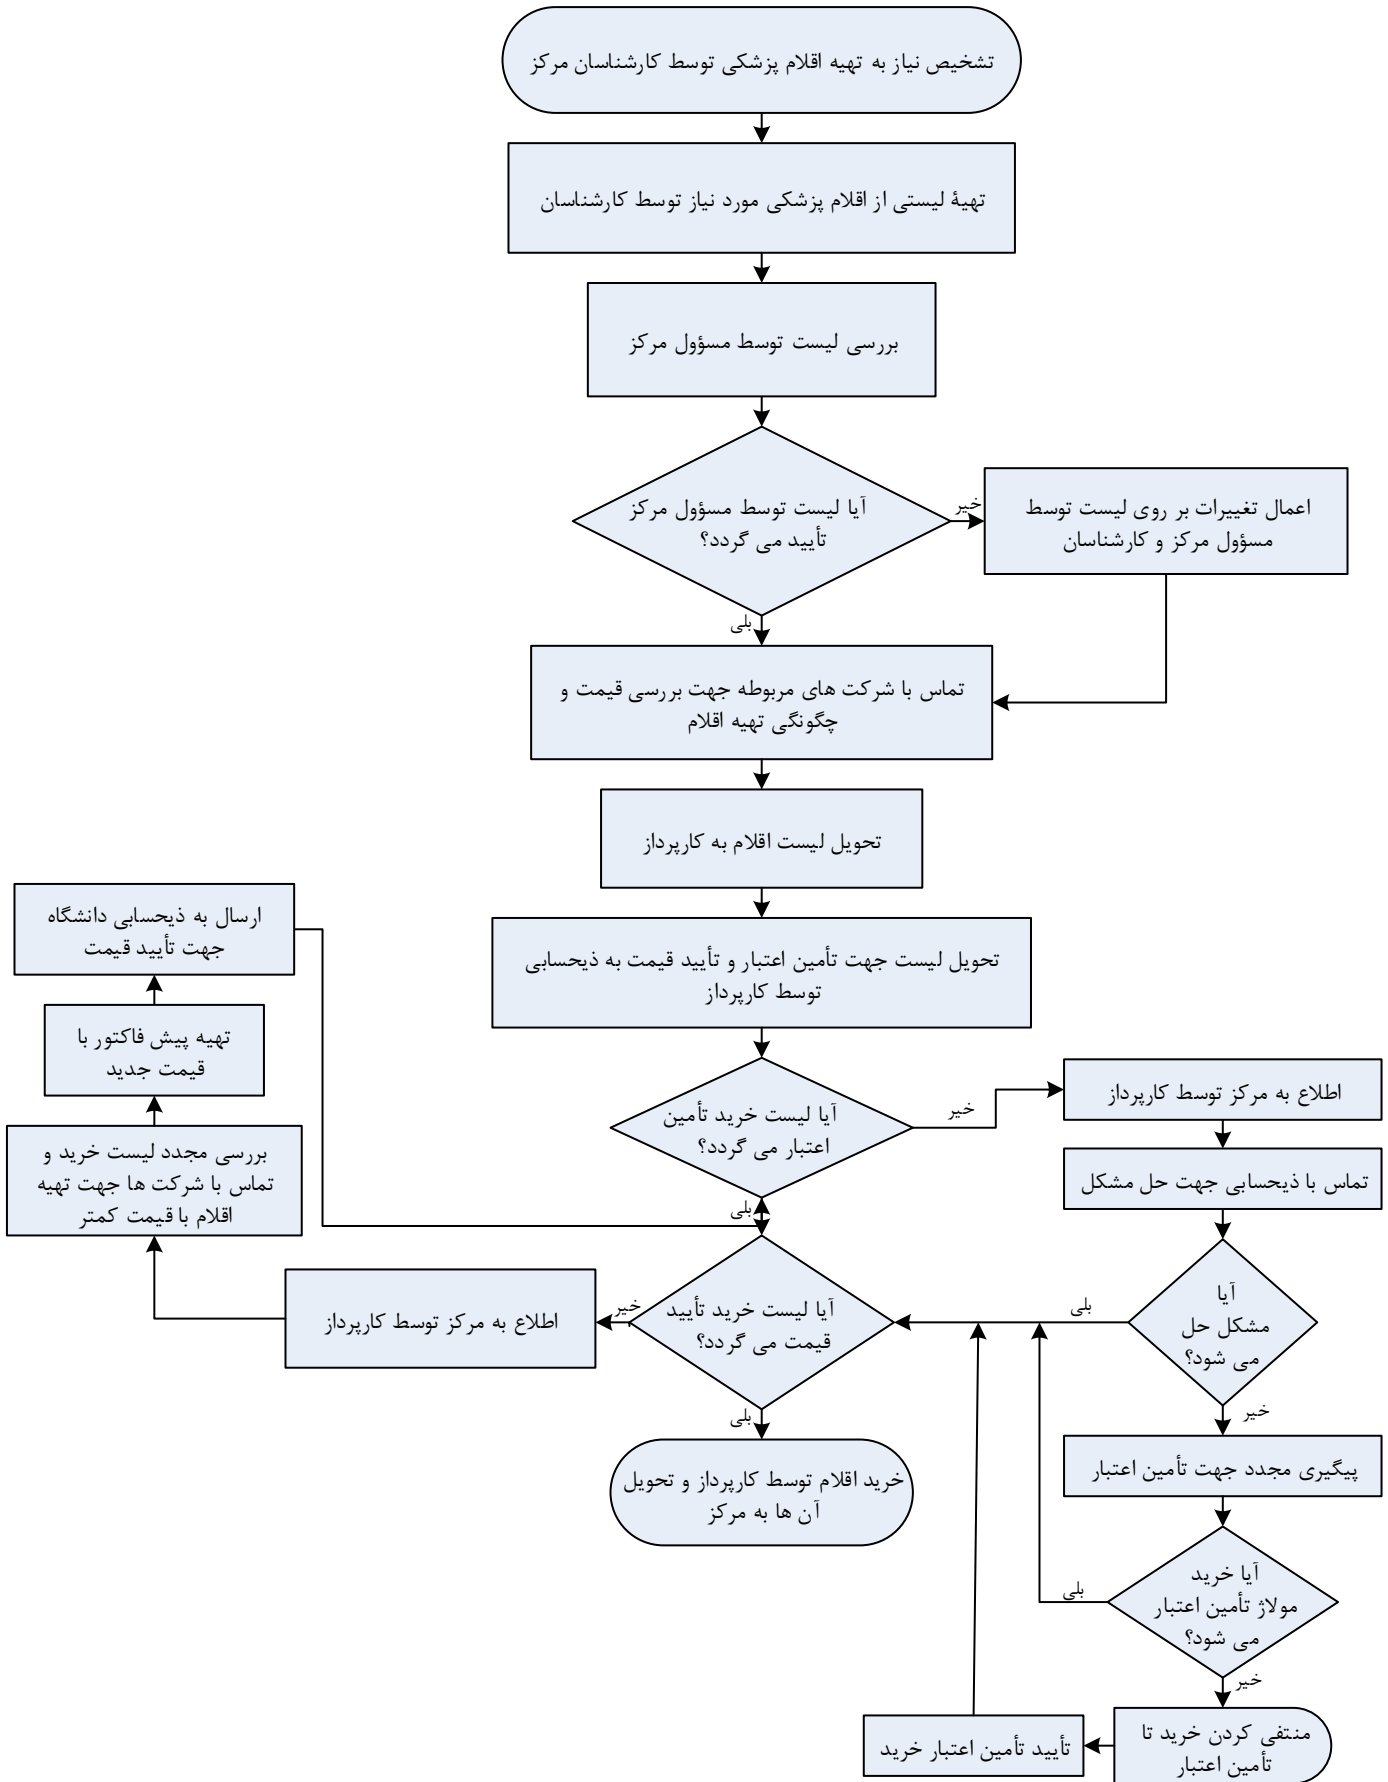 تشخیص نیاز به تهیه اقلام پزشکی توسط کارشناسان مرکز
تهیهٔ لیستی از اقلام پزشکی مورد نیاز توسط کارشناسان
بررسی لیست توسط مسؤول مرکز
آیا لیست توسط مسؤول مرکز
تأیید می گردد؟
خیر
اعمال تغییرات بر روی لیست توسط
مسؤول مرکز و کارشناسان
بلی
تماس با شرکت های مربوطه جهت بررسی قیمت و
چگونگی تهیه اقلام
تحویل لیست اقلام به کارپرداز
تحویل لیست جهت تأمین اعتبار و تأیید قیمت به ذیحسابی
توسط کارپرداز
آیا لیست خرید تأمین
اعتبار می گردد؟
خیر
اطلاع به مرکز توسط کارپرداز
تماس با ذیحسابی جهت حل مشکل
آیا
مشکل حل
می شود؟
بلی
خیر
پیگیری مجدد جهت تأمین اعتبار
آیا خرید
مولاژ تأمین اعتبار
می شود؟
بلی
خیر
منتفی کردن خرید تا
تأمین اعتبار
تأیید تأمین اعتبار خرید
بلی
آیا لیست خرید تأیید
قیمت می گردد؟
خیر
اطلاع به مرکز توسط کارپرداز
بررسی مجدد لیست خرید و
تماس با شرکت ها جهت تهیه
اقلام با قیمت کمتر
تهیه پیش فاکتور با
قیمت جدید
ارسال به ذیحسابی دانشگاه
جهت تأیید قیمت
بلی
خرید اقلام توسط کارپرداز و تحویل
آن ها به مرکز